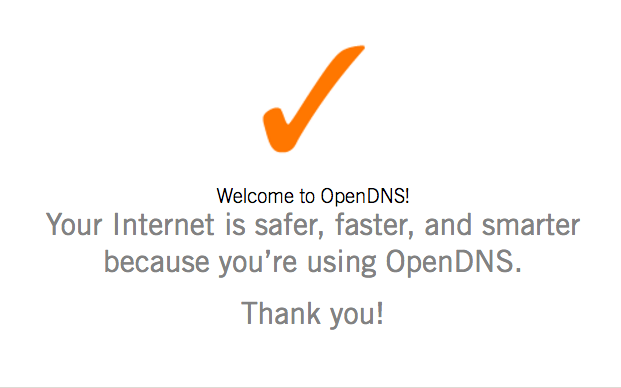 Welcome to OpenDNS!
Your Internet is safer, faster, and smarter
because you’re using OpenDNS.
Thank you!